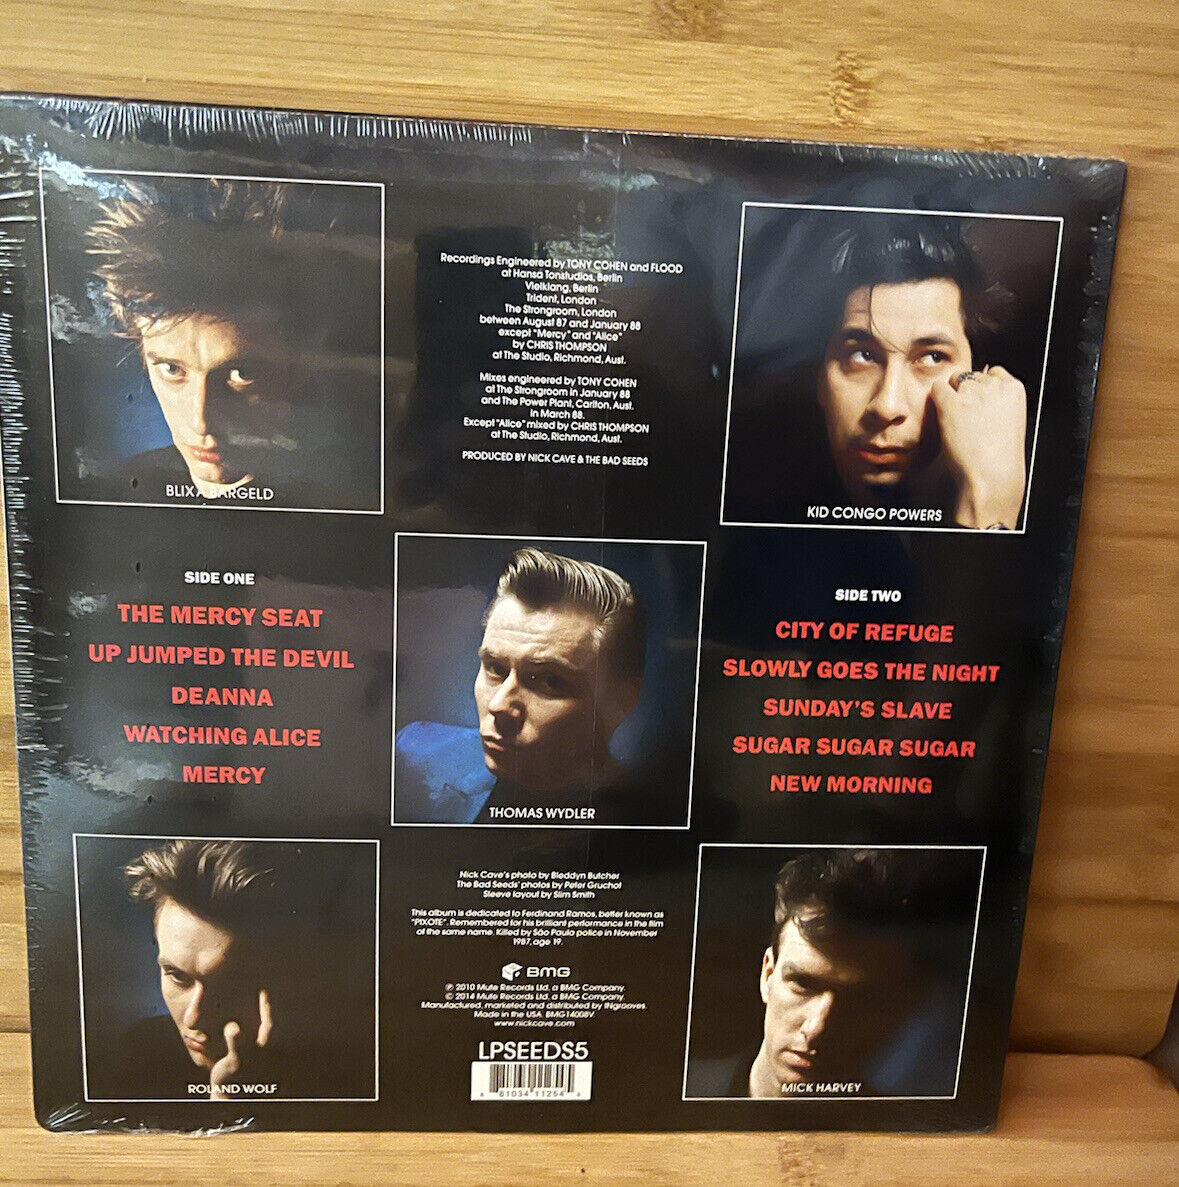 Recordings Engineered by TONY COHEN and FLOOD
at Hansa Tonstudios, Berlin
Vielklang, Berlin
Trident, London
The Strongroom, London
between August 87 and January 88
except "Mercy" and "Alice"
by CHRIS THOMPSON
at The Studio, Richmond, Aust.
Mixes engineered by TONY COHEN
at The Strongroom in January 88
and The Power Plant, Carlton, Aust.
in March 88.
Except "Alice" mixed by CHRIS THOMPSON
at The Studio, Richmond, Aust.
PRODUCED BY NICK CAVE & THE BAD SEEDS
BLIXA BARGELD
KID CONGO POWERS
SIDE ONE
THE MERCY SEAT
UP JUMPED THE DEVIL
DEANNA
WATCHING ALICE
MERCY
THOMAS WYDLER
SIDE TWO
CITY OF REFUGE
SLOWLY GOES THE NIGHT
SUNDAY'S SLAVE
SUGAR SUGAR SUGAR
NEW MORNING
Nick Cave's photo by Bleddyn Butcher
The Bad Seeds' photos by Peter Gruchot
Sleeve layout by Slim Smith
This album is dedicated to Ferdinand Ramos, better known as
"PIXOTE". Remembered for his brilliant performance in the film
of the same name. Killed by São Paulo police in November
1987, age 19.
BMG
℗ 2010 Mute Records Ltd, a BMG Company.
© 2014 Mute Records Ltd, a BMG Company.
Manufactured, marketed and distributed by INgrooves.
Made in the USA. BMG14008V
www.nickcave.com
LPSEEDS5
8 81034 11254 8
ROLAND WOLF
MICK HARVEY